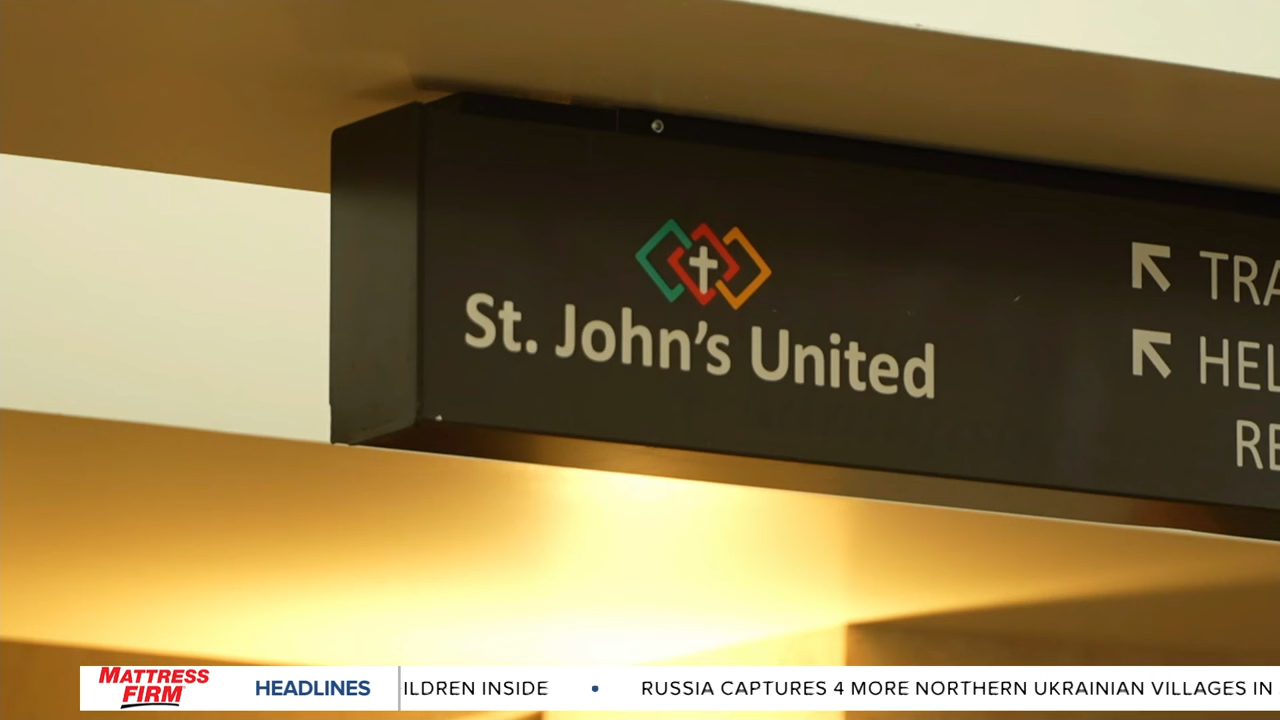 St. John's United
TRA
HEL
RE
MATTRESS
FIRM
HEADLINES
ILDREN INSIDE • RUSSIA CAPTURES 4 MORE NORTHERN UKRAINIAN VILLAGES IN